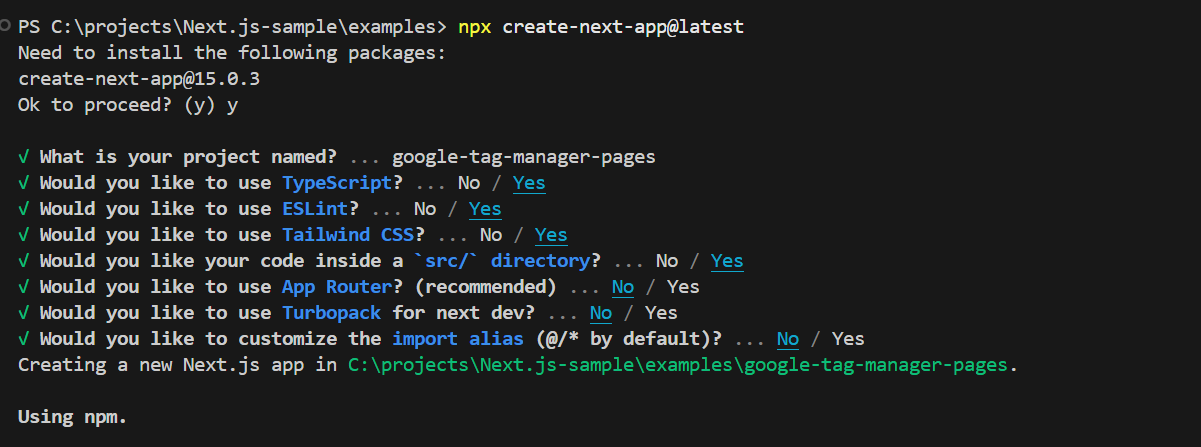 PS C:\projects\Next.js-sample\examples> npx create-next-app@latest
Need to install the following packages:
create-next-app@15.0.3
Ok to proceed? (y) y
√ What is your project named? ... google-tag-manager-pages
√ Would you like to use TypeScript? ... No / Yes
√ Would you like to use ESLint? ... No / Yes
√ Would you like to use Tailwind CSS? ... No / Yes
√ Would you like your code inside a `src/` directory? ... No / Yes
√ Would you like to use App Router? (recommended) ... No / Yes
√ Would you like to use Turbopack for next dev? ... No / Yes
√ Would you like to customize the import alias (@/* by default)? ... No / Yes
Creating a new Next.js app in C:\projects\Next.js-sample\examples\google-tag-manager-pages.
Using npm.